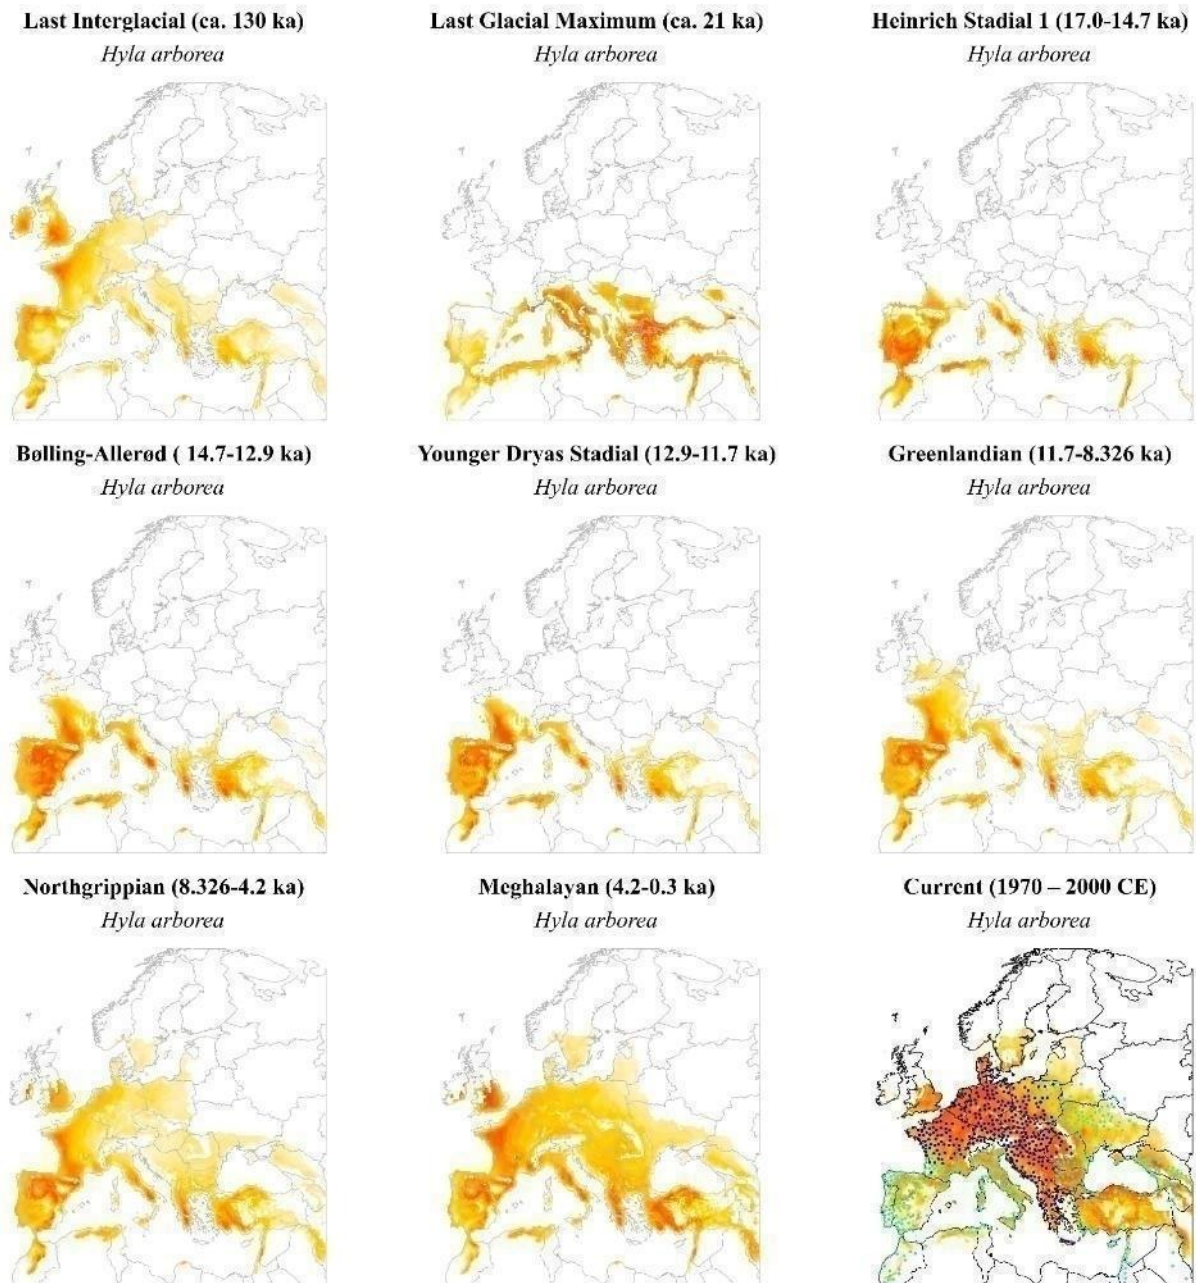 Last Interglacial (ca. 130 ka)
Hyla arborea
Last Glacial Maximum (ca. 21 ka)
Hyla arborea
Heinrich Stadial 1 (17.0-14.7 ka)
Hyla arborea
Bølling-Allerød ( 14.7-12.9 ka)
Hyla arborea
Younger Dryas Stadial (12.9-11.7 ka)
Hyla arborea
Greenlandian (11.7-8.326 ka)
Hyla arborea
Northgrippian (8.326-4.2 ka)
Hyla arborea
Meghalayan (4.2-0.3 ka)
Hyla arborea
Current (1970 – 2000 CE)
Hyla arborea